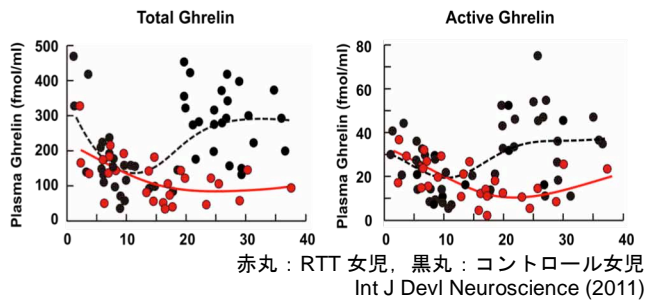 Total Ghrelin
Plasma Ghrelin (fmol/ml)
500
400
300
200
100
0
0 10 20 30 40
Active Ghrelin
Plasma Ghrelin (fmol/ml)
80
60
40
20
0
0 10 20 30 40
赤丸：RTT 女児，黒丸：コントロール女児
Int J Devl Neuroscience (2011)